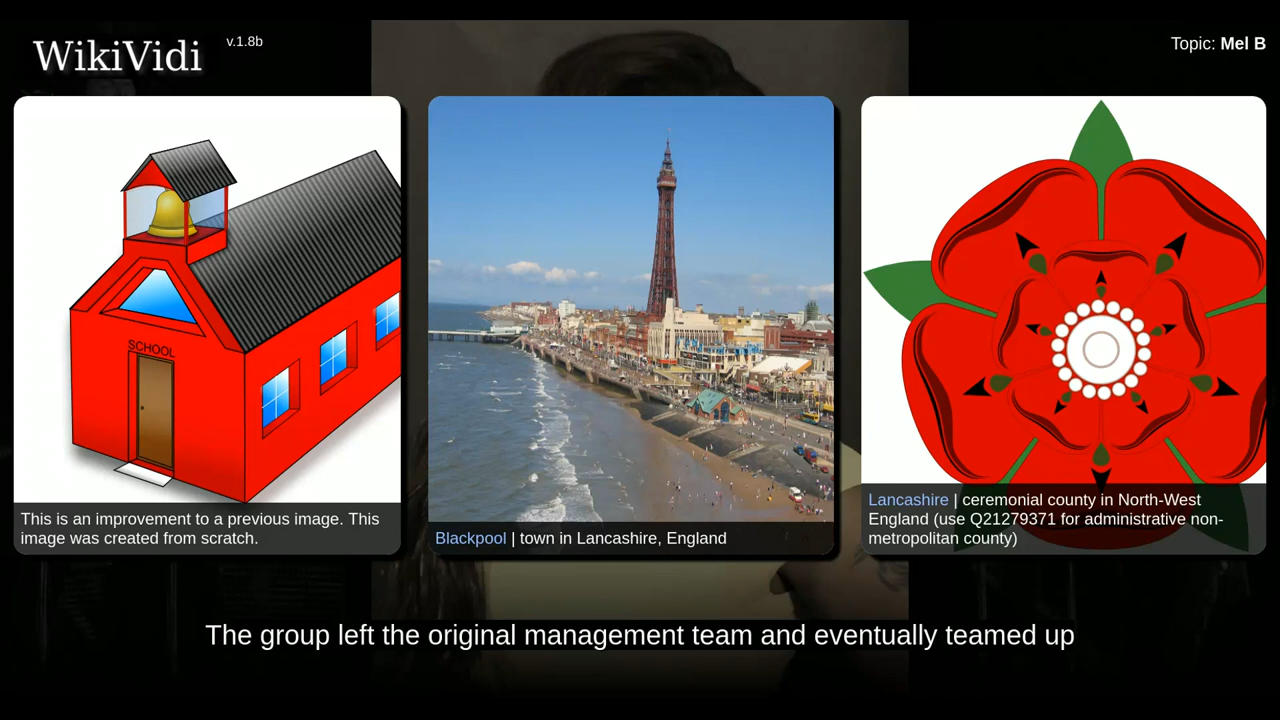 WikiVidi
v.1.8b
Topic: Mel B
SCHOOL
This is an improvement to a previous image. This
image was created from scratch.
Blackpool | town in Lancashire, England
Lancashire | ceremonial county in North-West
England (use Q21279371 for administrative non-
metropolitan county)
The group left the original management team and eventually teamed up